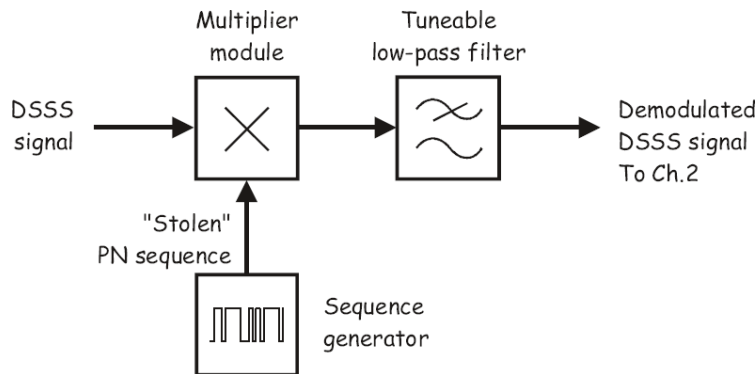 Multiplier
module
Tuneable
low-pass filter
DSSS
signal
Demodulated
DSSS signal
To Ch.2
"Stolen"
PN sequence
Sequence
generator